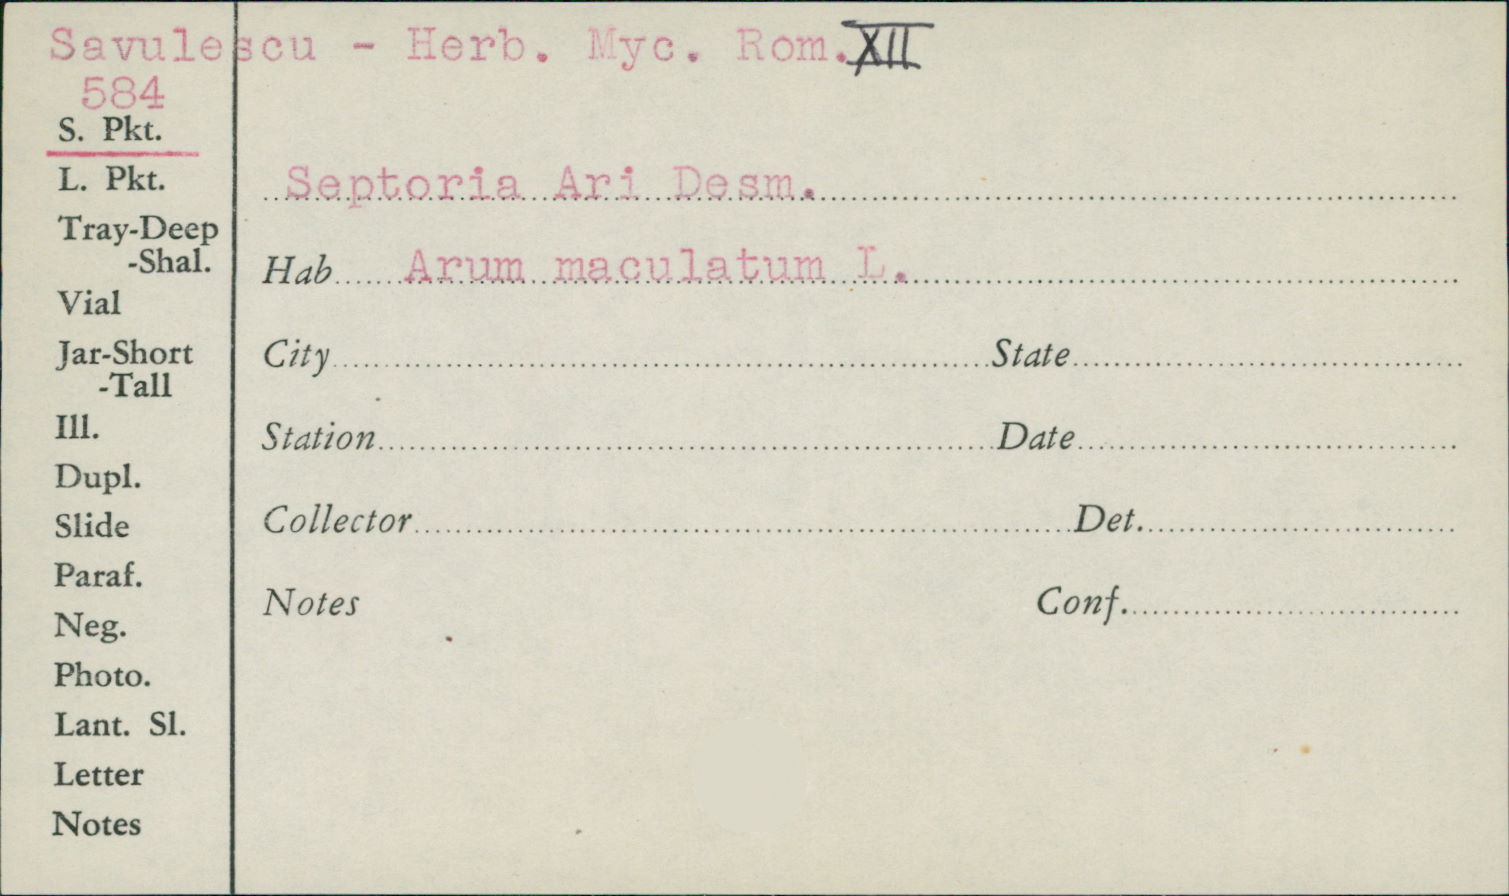 Savulescu - Herb. Myc. Rom. XII
584
S. Pkt.
L. Pkt.
Tray-Deep
-Shal.
Vial
Jar-Short
-Tall
Ill.
Dupl.
Slide
Paraf.
Neg.
Photo.
Lant. Sl.
Letter
Notes
Septoria Ari Desm.
Hab Arum maculatum L.
City State
Station Date
Collector Det.
Notes Conf.